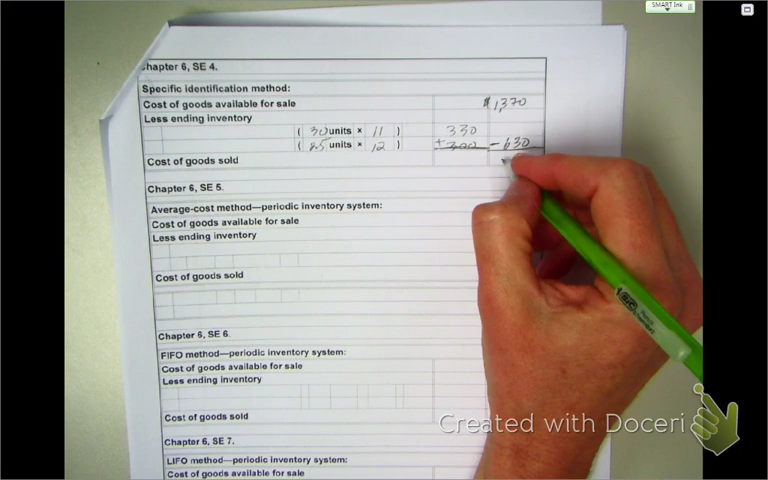 SMART Ink
Chapter 6, SE 4.
Specific identification method:
Cost of goods available for sale $1,370
Less ending inventory
( 30 units × 11 ) 330
( 25 units × 12 ) + 300 - 630
Cost of goods sold
Chapter 6, SE 5.
Average-cost method—periodic inventory system:
Cost of goods available for sale
Less ending inventory
Cost of goods sold
Chapter 6, SE 6.
FIFO method—periodic inventory system:
Cost of goods available for sale
Less ending inventory
Cost of goods sold
Chapter 6, SE 7.
LIFO method—periodic inventory system:
Cost of goods available for sale
BIC
Created with Doceri